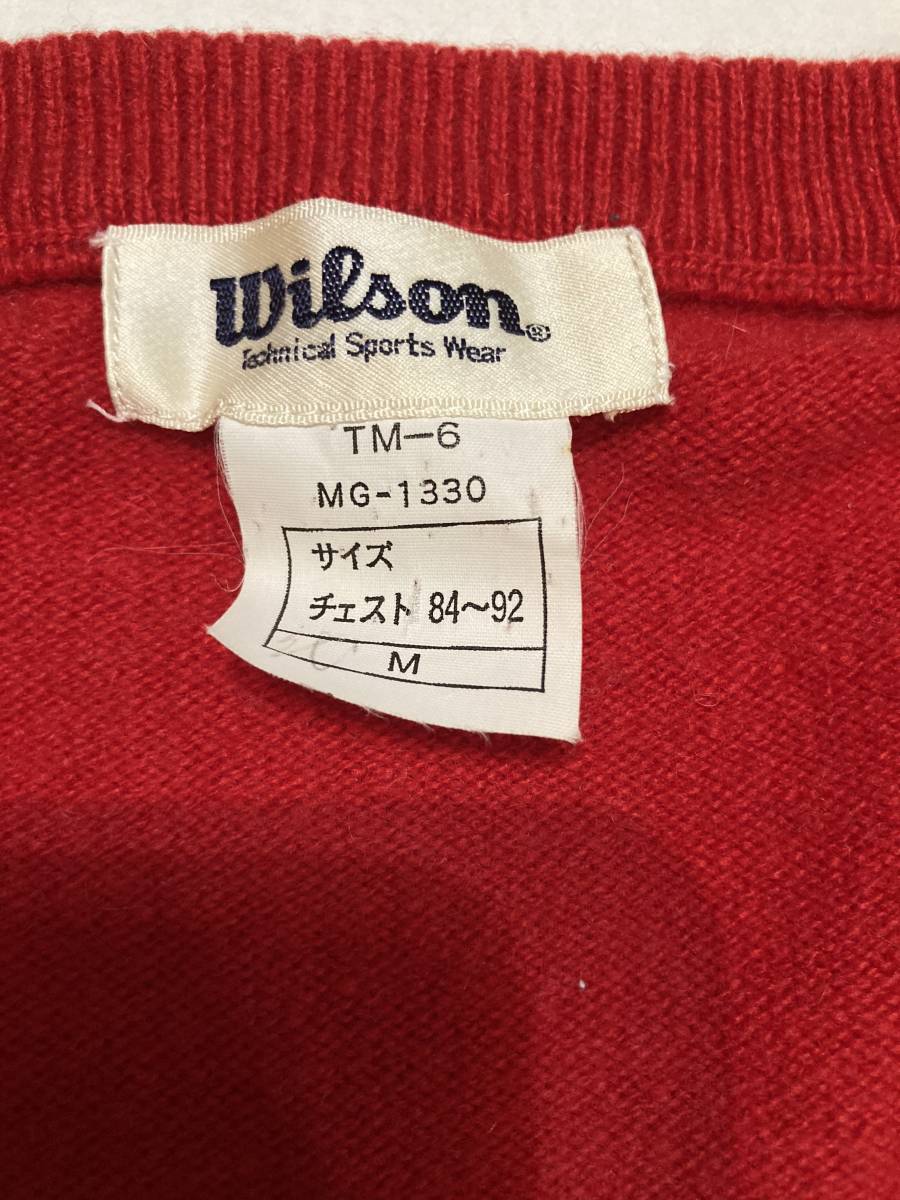 Wilson®
Technical Sports Wear
TM-6
MG-1330
サイズ
チェスト 84~92
M